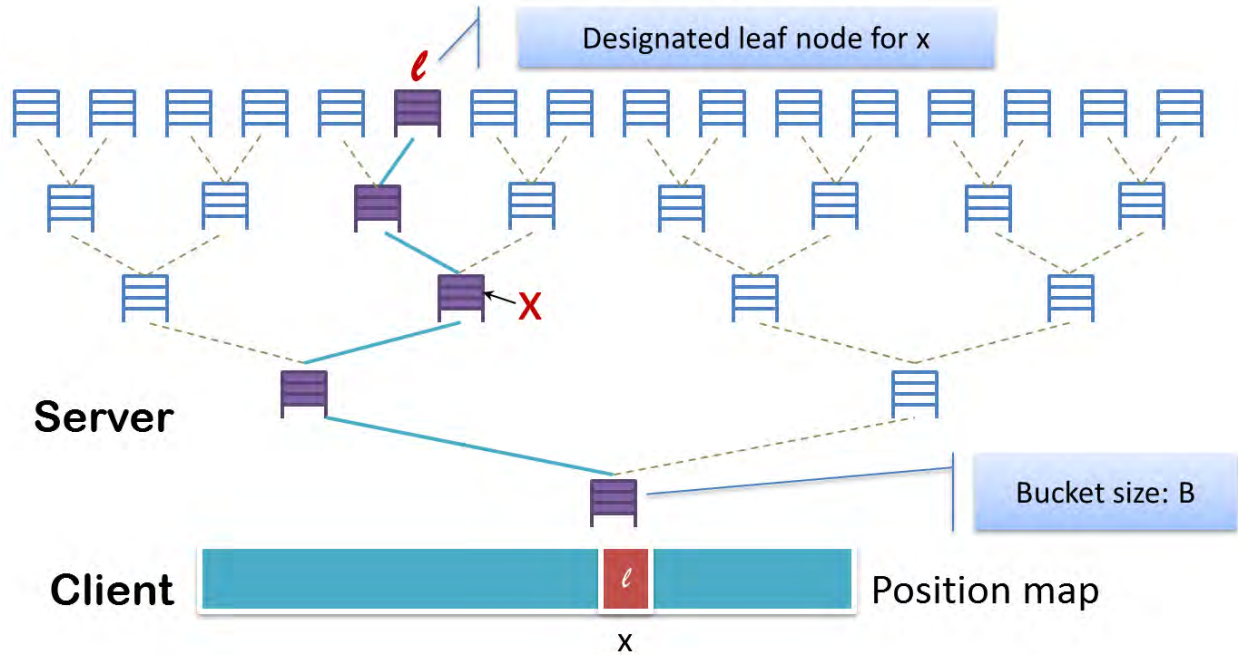 Designated leaf node for x
ℓ
X
Server
Bucket size: B
Client
ℓ
Position map
x